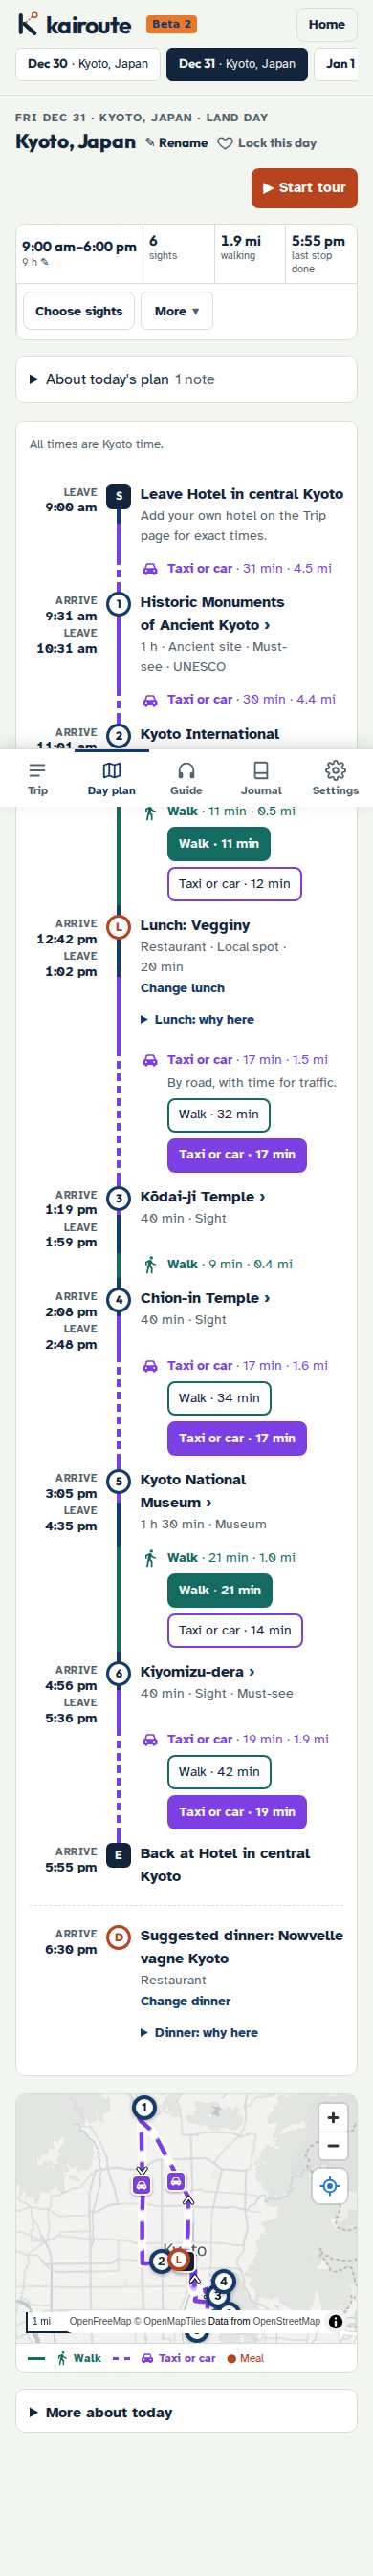 kairoute
Beta 2
Home
Dec 30 · Kyoto, Japan
Dec 31 · Kyoto, Japan
Jan 1
FRI DEC 31 · KYOTO, JAPAN · LAND DAY
Kyoto, Japan ✎ Rename Lock this day
▶ Start tour
9:00 am–6:00 pm
9 h ✎
6
sights
1.9 mi
walking
5:55 pm
last stop
done
Choose sights
More ▾
▶ About today's plan 1 note
All times are Kyoto time.
LEAVE
9:00 am
S
Leave Hotel in central Kyoto
Add your own hotel on the Trip
page for exact times.
Taxi or car · 31 min · 4.5 mi
ARRIVE
9:31 am
LEAVE
10:31 am
1
Historic Monuments
of Ancient Kyoto ›
1 h · Ancient site · Must-
see · UNESCO
Taxi or car · 30 min · 4.4 mi
ARRIVE
11:01 am
2
Kyoto International
Trip
Day plan
Guide
Journal
Settings
Walk · 11 min · 0.5 mi
Walk · 11 min
Taxi or car · 12 min
ARRIVE
12:42 pm
LEAVE
1:02 pm
L
Lunch: Vegginy
Restaurant · Local spot ·
20 min
Change lunch
▶ Lunch: why here
Taxi or car · 17 min · 1.5 mi
By road, with time for traffic.
Walk · 32 min
Taxi or car · 17 min
ARRIVE
1:19 pm
LEAVE
1:59 pm
3
Kōdai-ji Temple ›
40 min · Sight
Walk · 9 min · 0.4 mi
ARRIVE
2:08 pm
LEAVE
2:48 pm
4
Chion-in Temple ›
40 min · Sight
Taxi or car · 17 min · 1.6 mi
Walk · 34 min
Taxi or car · 17 min
ARRIVE
3:05 pm
LEAVE
4:35 pm
5
Kyoto National
Museum ›
1 h 30 min · Museum
Walk · 21 min · 1.0 mi
Walk · 21 min
Taxi or car · 14 min
ARRIVE
4:56 pm
LEAVE
5:36 pm
6
Kiyomizu-dera ›
40 min · Sight · Must-see
Taxi or car · 19 min · 1.9 mi
Walk · 42 min
Taxi or car · 19 min
ARRIVE
5:55 pm
E
Back at Hotel in central
Kyoto
ARRIVE
6:30 pm
D
Suggested dinner: Nowvelle
vagne Kyoto
Restaurant
Change dinner
▶ Dinner: why here
1
+
−
2
L
4
3
1 mi
OpenFreeMap © OpenMapTiles Data from OpenStreetMap
Walk
Taxi or car
Meal
▶ More about today